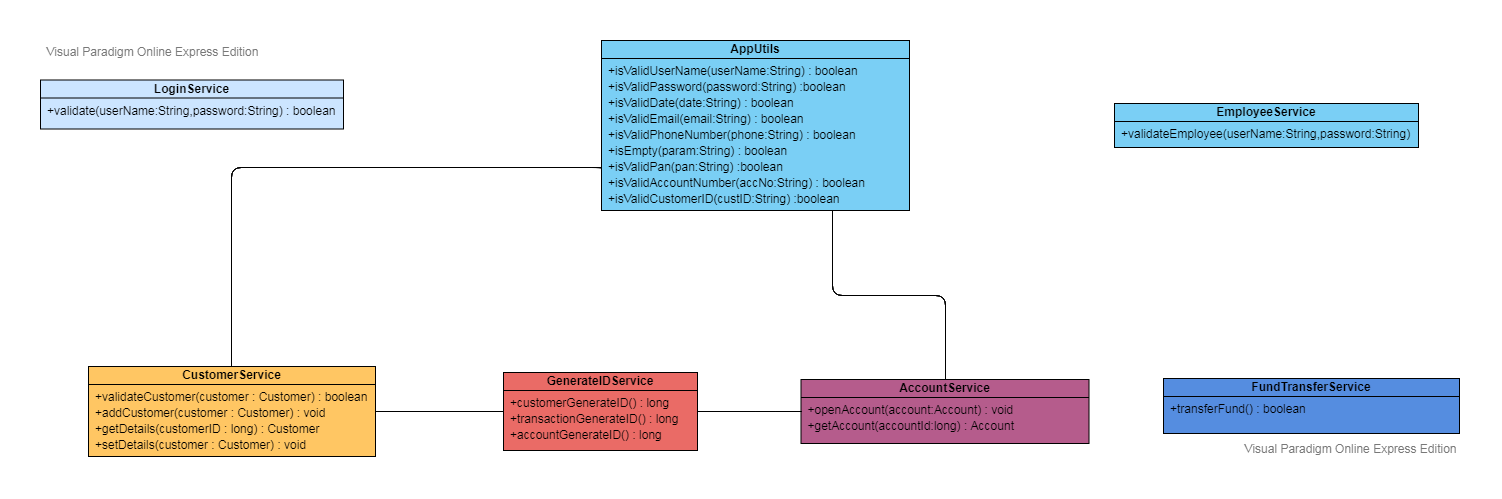 Visual Paradigm Online Express Edition
LoginService
+validate(userName:String,password:String) : boolean
AppUtils
+isValidUserName(userName:String) : boolean
+isValidPassword(password:String) :boolean
+isValidDate(date:String) : boolean
+isValidEmail(email:String) : boolean
+isValidPhoneNumber(phone:String) : boolean
+isEmpty(param:String) : boolean
+isValidPan(pan:String) :boolean
+isValidAccountNumber(accNo:String) : boolean
+isValidCustomerID(custID:String) :boolean
EmployeeService
+validateEmployee(userName:String,password:String)
CustomerService
+validateCustomer(customer : Customer) : boolean
+addCustomer(customer : Customer) : void
+getDetails(customerID : long) : Customer
+setDetails(customer : Customer) : void
GenerateIDService
+customerGenerateID() : long
+transactionGenerateID() : long
+accountGenerateID() : long
AccountService
+openAccount(account:Account) : void
+getAccount(accountId:long) : Account
FundTransferService
+transferFund() : boolean
Visual Paradigm Online Express Edition